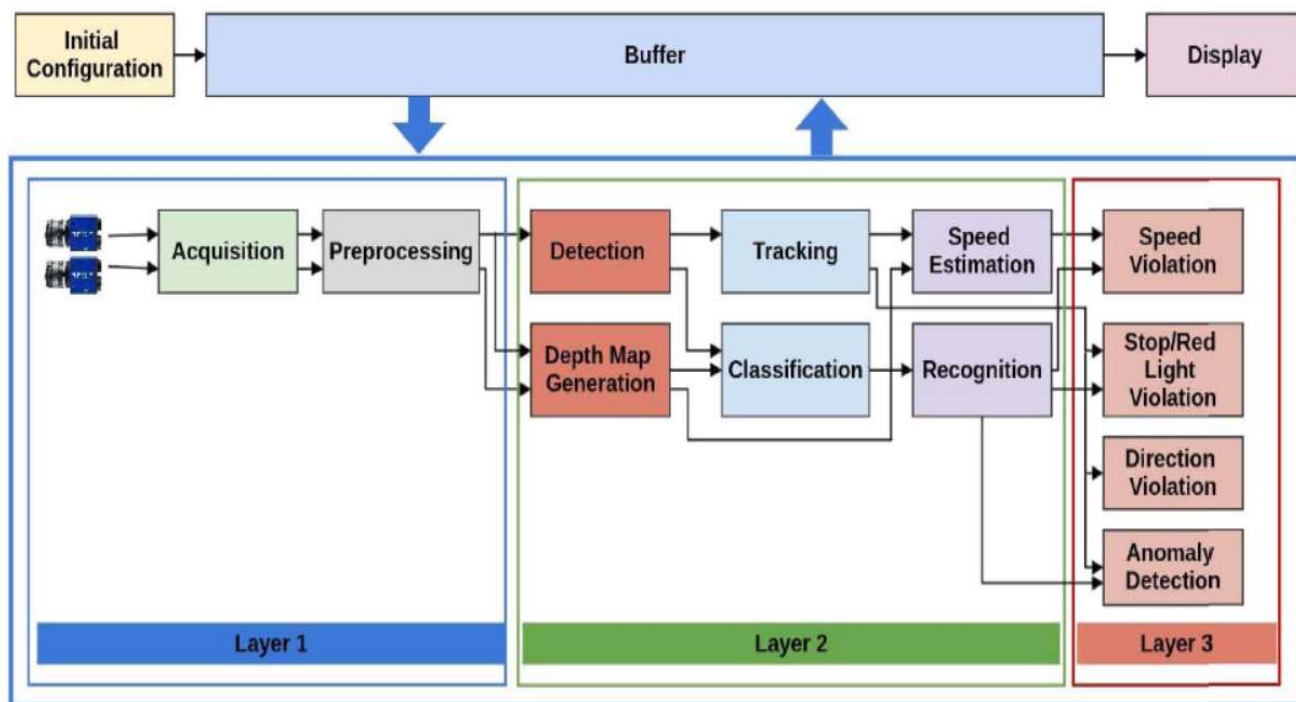 Initial
Configuration
Buffer
Display
Acquisition
Preprocessing
Detection
Tracking
Speed
Estimation
Speed
Violation
Depth Map
Generation
Classification
Recognition
Stop/Red
Light
Violation
Direction
Violation
Anomaly
Detection
Layer 1
Layer 2
Layer 3